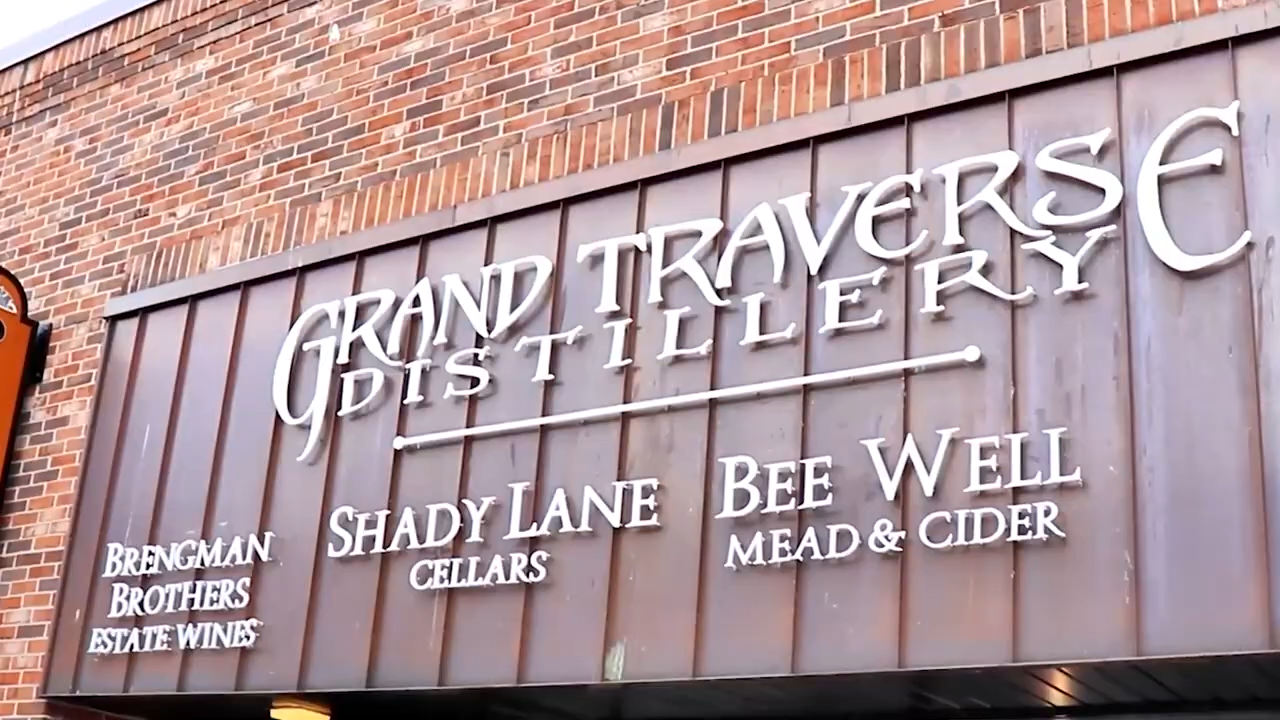 GRAND TRAVERSE
DISTILLERY
BRENGMAN
BROTHERS
ESTATE WINES
SHADY LANE
CELLARS
BEE WELL
MEAD & CIDER